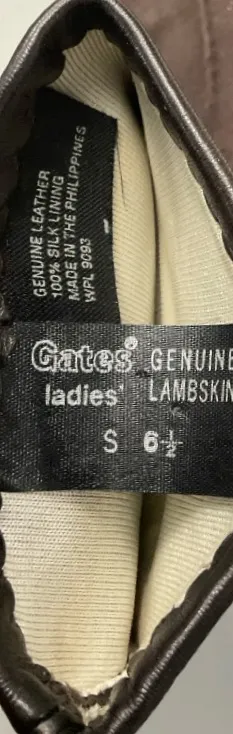 GENUINE LEATHER
100% SILK LINING
MADE IN THE PHILIPPINES
WPL 9093
Gates® GENUINE
ladies' LAMBSKIN
S 6½